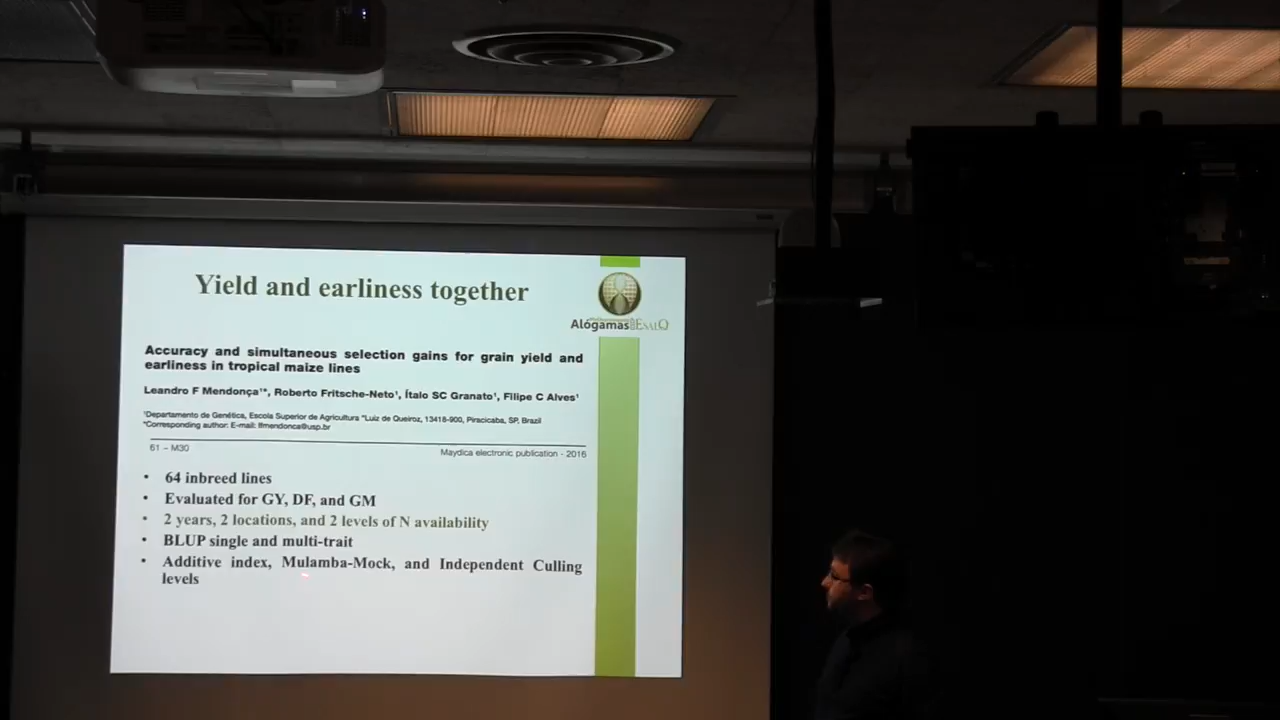 Yield and earliness together
Alógamas ESALQ
Accuracy and simultaneous selection gains for grain yield and
earliness in tropical maize lines
Leandro F Mendonça¹*, Roberto Fritsche-Neto¹, Ítalo SC Granato¹, Filipe C Alves¹
¹Departamento de Genética, Escola Superior de Agricultura "Luiz de Queiroz, 13418-900, Piracicaba, SP, Brazil
*Corresponding author: E-mail: lfmendonca@usp.br
61 – M30
Maydica electronic publication - 2016
• 64 inbreed lines
• Evaluated for GY, DF, and GM
• 2 years, 2 locations, and 2 levels of N availability
• BLUP single and multi-trait
• Additive index, Mulamba-Mock, and Independent Culling
levels